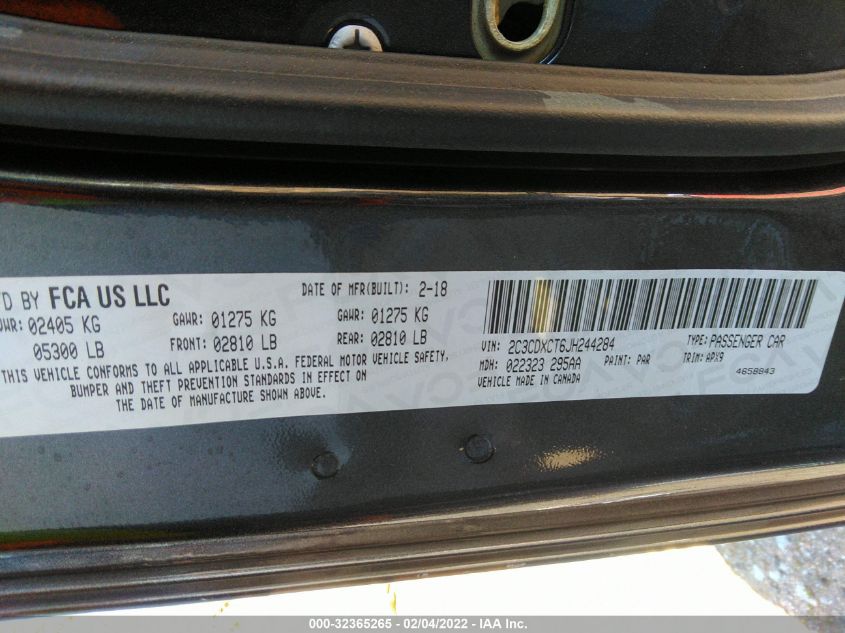 FD BY FCA US LLC
DATE OF MFR(BUILT): 2-18
WR: 02405 KG
GAWR: 01275 KG
GAWR: 01275 KG
05300 LB
FRONT: 02810 LB
REAR: 02810 LB
THIS VEHICLE CONFORMS TO ALL APPLICABLE U.S.A. FEDERAL MOTOR VEHICLE SAFETY,
BUMPER AND THEFT PREVENTION STANDARDS IN EFFECT ON
THE DATE OF MANUFACTURE SHOWN ABOVE.
VIN: 2C3CDXCT6JH244284
TYPE: PASSENGER CAR
MDH: 022323 295AA
PAINT: PAR
TRIM: APX9
VEHICLE MADE IN CANADA
4658843
000-32365265 - 02/04/2022 - IAA Inc.